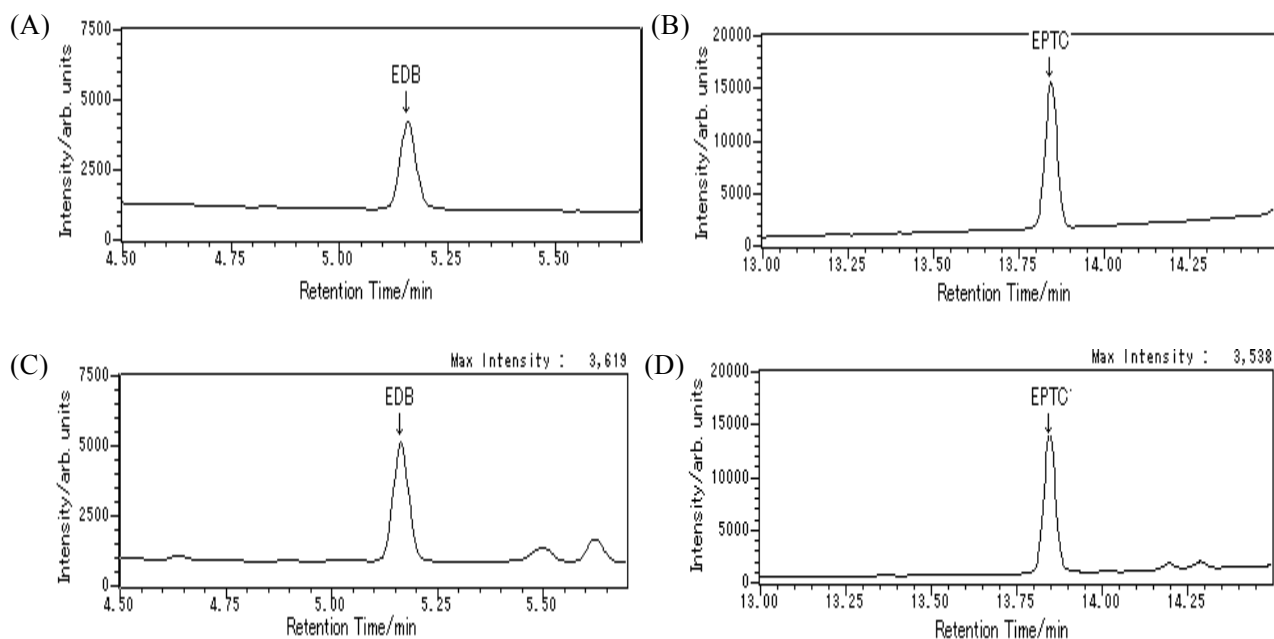 (A)
7500
5000
2500
0
Intensity/arb. units
EDB
4.50 4.75 5.00 5.25 5.50
Retention Time/min
(B)
20000
15000
10000
5000
0
Intensity/arb. units
EPTC
13.00 13.25 13.50 13.75 14.00 14.25
Retention Time/min
(C)
Max Intensity : 3,619
7500
5000
2500
0
Intensity/arb. units
EDB
4.50 4.75 5.00 5.25 5.50
Retention Time/min
(D)
Max Intensity : 3,538
20000
15000
10000
5000
0
Intensity/arb. units
EPTC
13.00 13.25 13.50 13.75 14.00 14.25
Retention Time/min